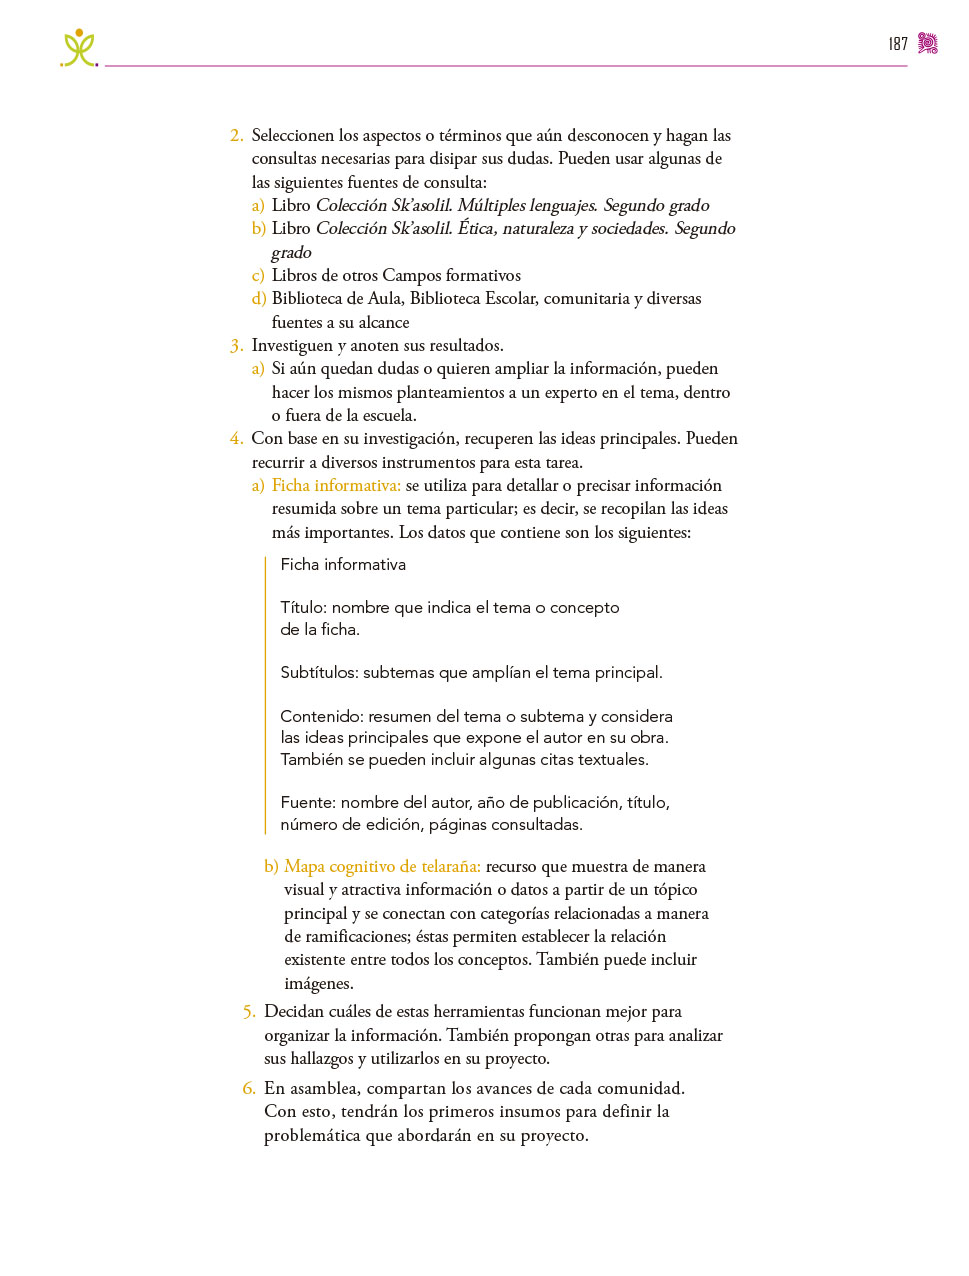 187
2. Seleccionen los aspectos o términos que aún desconocen y hagan las
consultas necesarias para disipar sus dudas. Pueden usar algunas de
las siguientes fuentes de consulta:
a) Libro Colección Sk’asolil. Múltiples lenguajes. Segundo grado
b) Libro Colección Sk’asolil. Ética, naturaleza y sociedades. Segundo
grado
c) Libros de otros Campos formativos
d) Biblioteca de Aula, Biblioteca Escolar, comunitaria y diversas
fuentes a su alcance
3. Investiguen y anoten sus resultados.
a) Si aún quedan dudas o quieren ampliar la información, pueden
hacer los mismos planteamientos a un experto en el tema, dentro
o fuera de la escuela.
4. Con base en su investigación, recuperen las ideas principales. Pueden
recurrir a diversos instrumentos para esta tarea.
a) Ficha informativa: se utiliza para detallar o precisar información
resumida sobre un tema particular; es decir, se recopilan las ideas
más importantes. Los datos que contiene son los siguientes:
Ficha informativa
Título: nombre que indica el tema o concepto
de la ficha.
Subtítulos: subtemas que amplían el tema principal.
Contenido: resumen del tema o subtema y considera
las ideas principales que expone el autor en su obra.
También se pueden incluir algunas citas textuales.
Fuente: nombre del autor, año de publicación, título,
número de edición, páginas consultadas.
b) Mapa cognitivo de telaraña: recurso que muestra de manera
visual y atractiva información o datos a partir de un tópico
principal y se conectan con categorías relacionadas a manera
de ramificaciones; éstas permiten establecer la relación
existente entre todos los conceptos. También puede incluir
imágenes.
5. Decidan cuáles de estas herramientas funcionan mejor para
organizar la información. También propongan otras para analizar
sus hallazgos y utilizarlos en su proyecto.
6. En asamblea, compartan los avances de cada comunidad.
Con esto, tendrán los primeros insumos para definir la
problemática que abordarán en su proyecto.